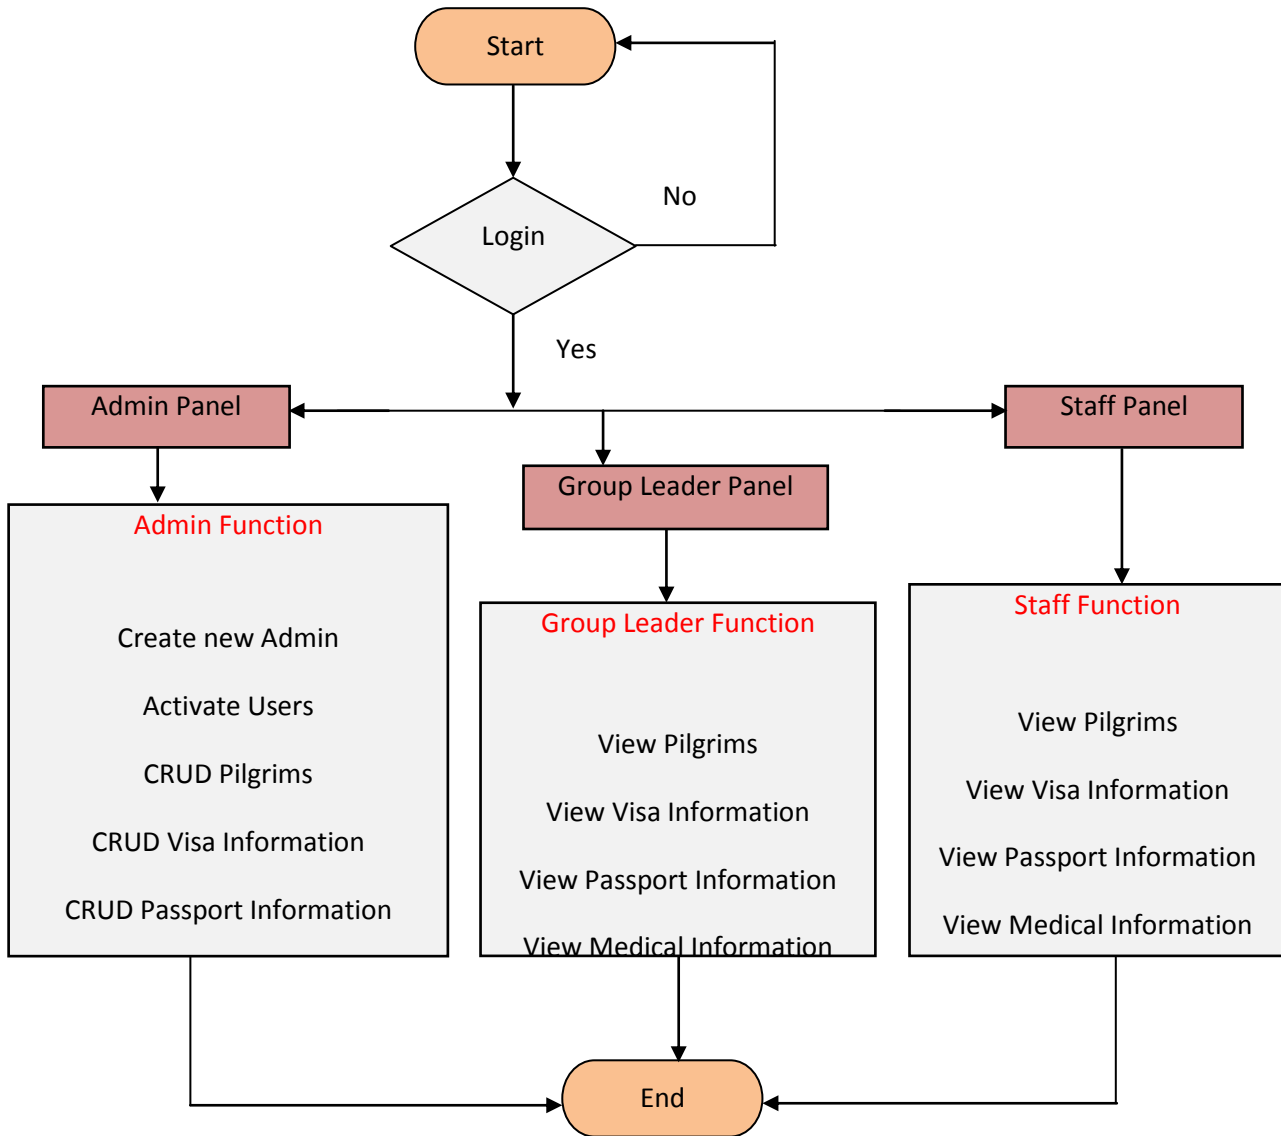 Start
No
Login
Yes
Admin Panel
Staff Panel
Group Leader Panel
Admin Function
Create new Admin
Activate Users
CRUD Pilgrims
CRUD Visa Information
CRUD Passport Information
Group Leader Function
View Pilgrims
View Visa Information
View Passport Information
View Medical Information
Staff Function
View Pilgrims
View Visa Information
View Passport Information
View Medical Information
End